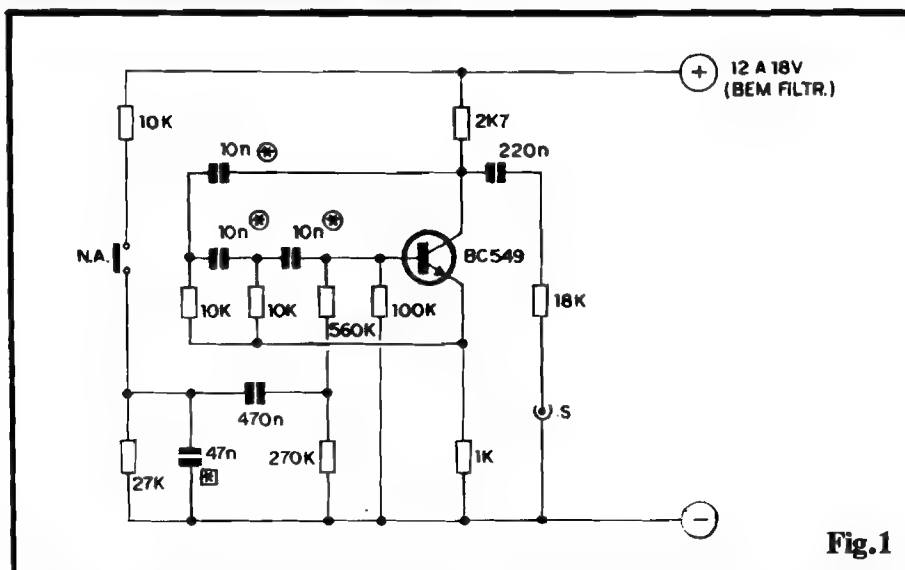 12 A 18V
(BEM FILTR.)
10K
2K7
10n
220n
10n
10n
N.A.
BC549
10K
10K
560K
100K
18K
470n
S
27K
47n
270K
1K
Fig.1